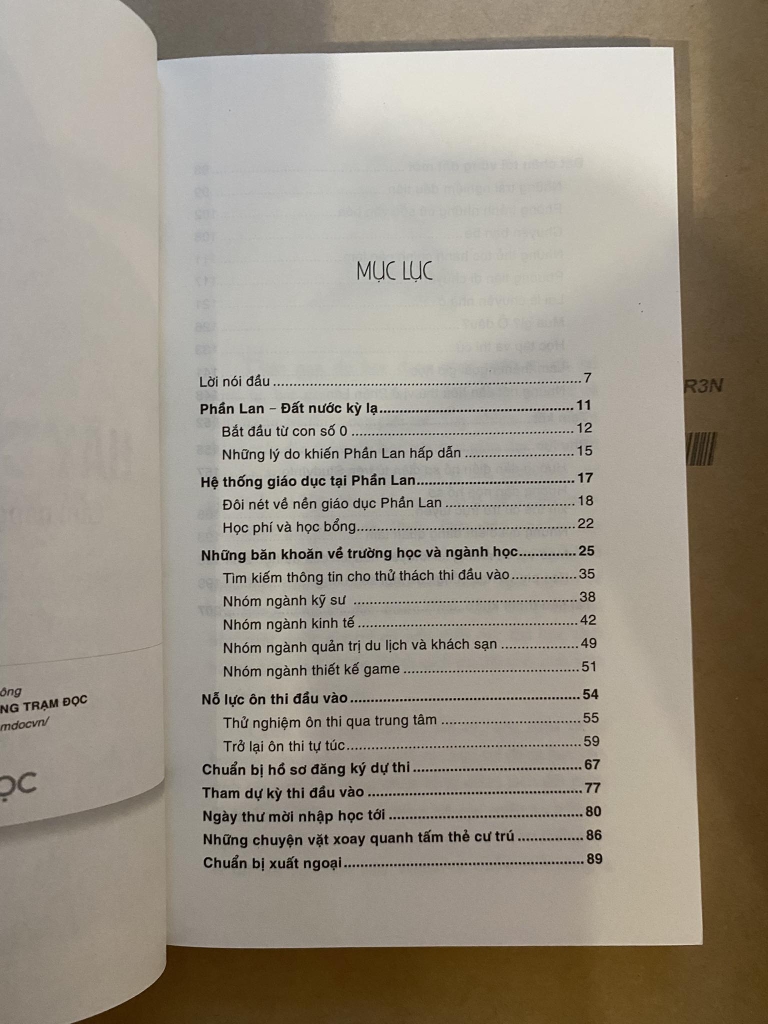 MỤC LỤC
Lời nói đầu ........ 7
Phần Lan – Đất nước kỳ lạ ........ 11
Bắt đầu từ con số 0 ........ 12
Những lý do khiến Phần Lan hấp dẫn ........ 15
Hệ thống giáo dục tại Phần Lan ........ 17
Đôi nét về nền giáo dục Phần Lan ........ 18
Học phí và học bổng ........ 22
Những băn khoăn về trường học và ngành học ........ 25
Tìm kiếm thông tin cho thử thách thi đầu vào ........ 35
Nhóm ngành kỹ sư ........ 38
Nhóm ngành kinh tế ........ 42
Nhóm ngành quản trị du lịch và khách sạn ........ 49
Nhóm ngành thiết kế game ........ 51
Nỗ lực ôn thi đầu vào ........ 54
Thử nghiệm ôn thi qua trung tâm ........ 55
Trở lại ôn thi tự túc ........ 59
Chuẩn bị hồ sơ đăng ký dự thi ........ 67
Tham dự kỳ thi đầu vào ........ 77
Ngày thư mời nhập học tới ........ 80
Những chuyện vặt xoay quanh tấm thẻ cư trú ........ 86
Chuẩn bị xuất ngoại ........ 89
ông
NG TRẠM ĐỌC
mdocvn/
ỌC
R3N